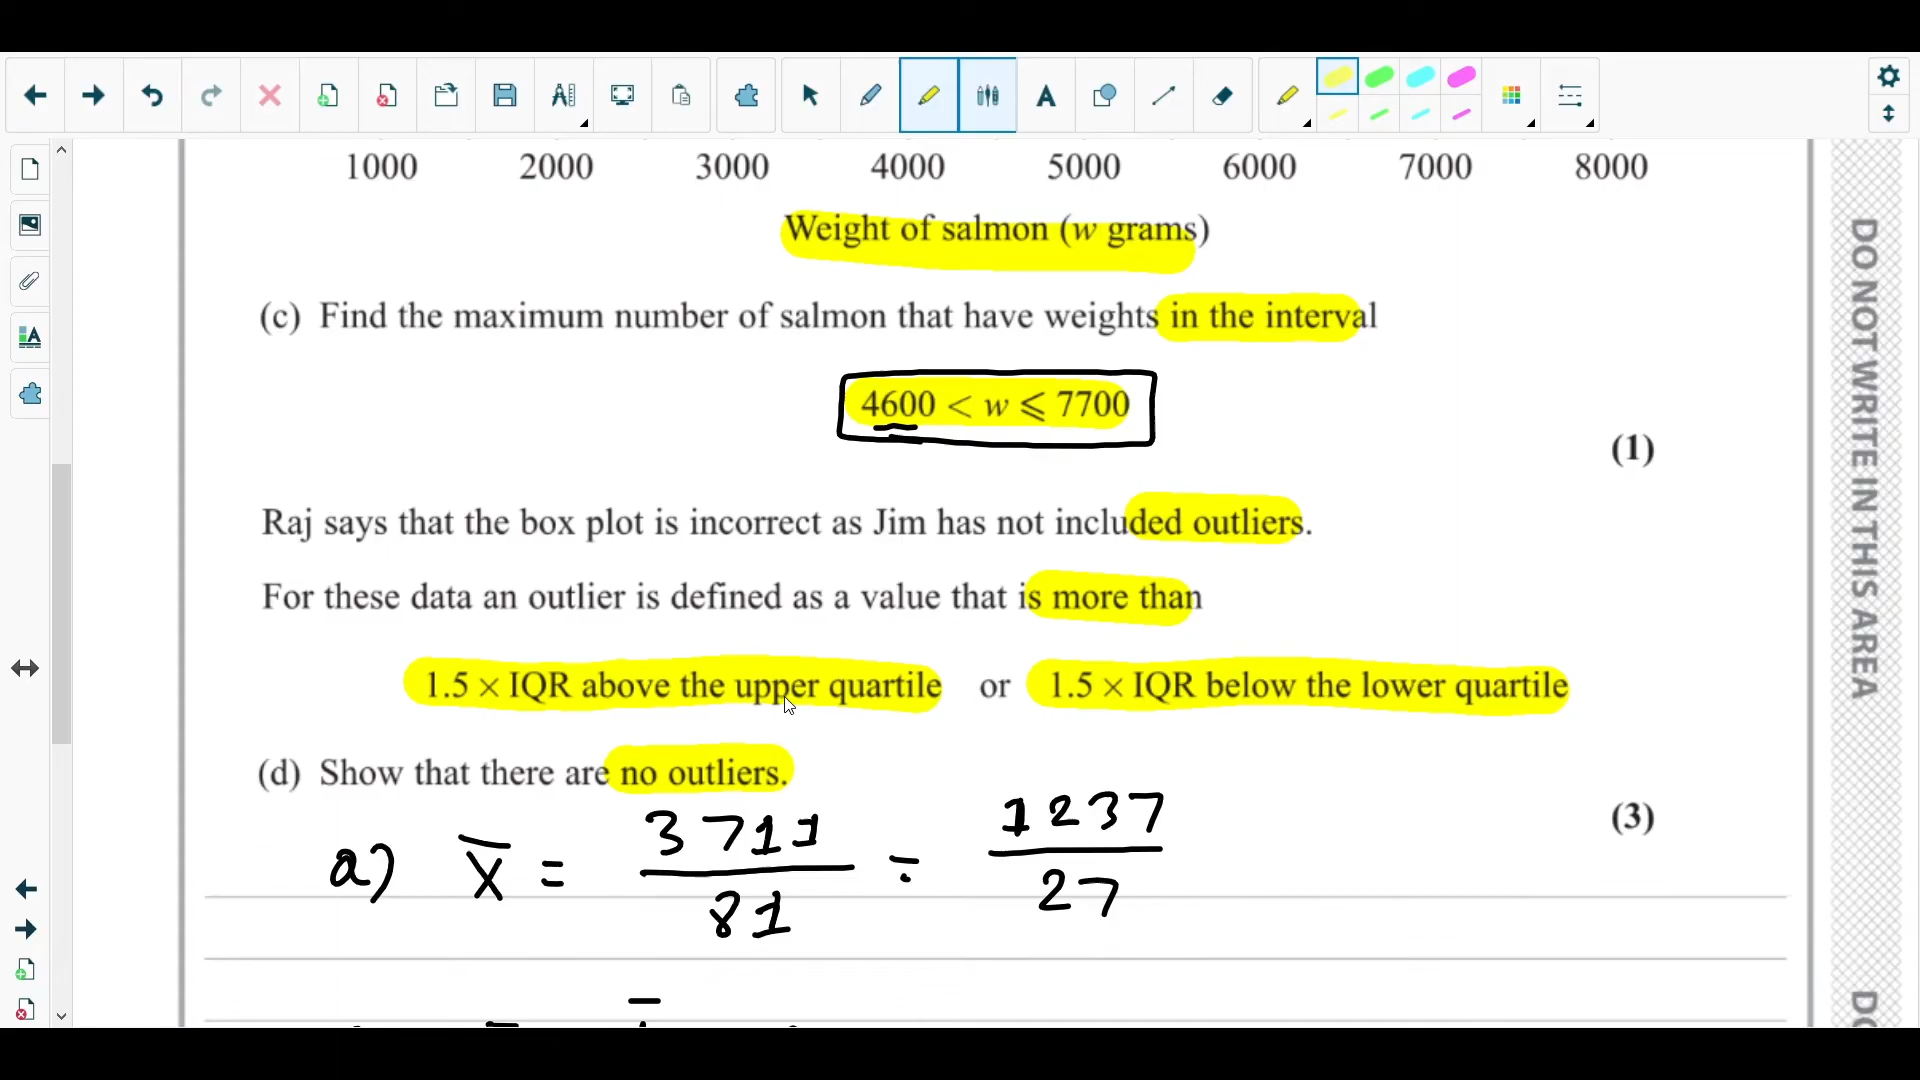 1000 2000 3000 4000 5000 6000 7000 8000
Weight of salmon (w grams)
(c) Find the maximum number of salmon that have weights in the interval
4600 < w ⩽ 7700
(1)
Raj says that the box plot is incorrect as Jim has not included outliers.
For these data an outlier is defined as a value that is more than
1.5 × IQR above the upper quartile or 1.5 × IQR below the lower quartile
(d) Show that there are no outliers.
(3)
a) x̄ = 3711/81 ÷ 1237/27
DO NOT WRITE IN THIS AREA